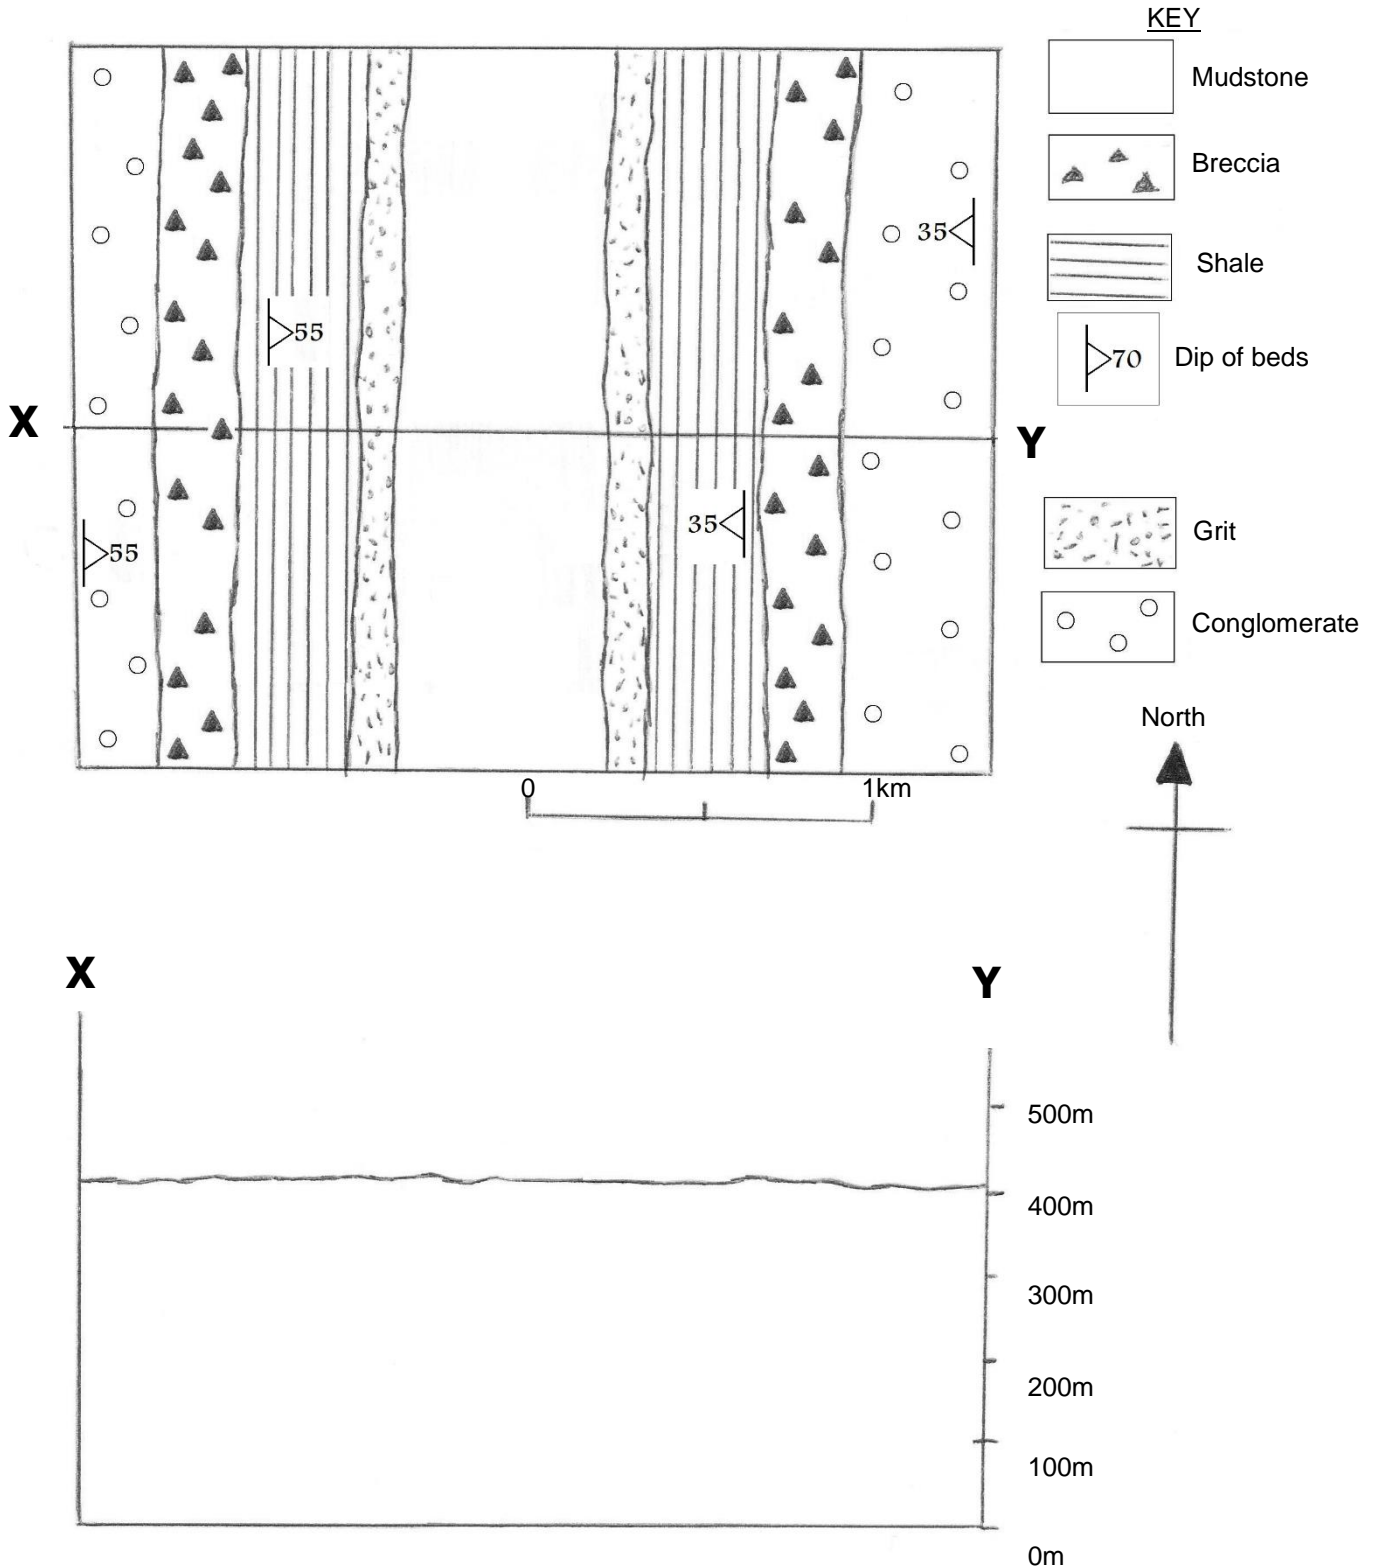 KEY
Mudstone
Breccia
Shale
70 Dip of beds
Grit
Conglomerate
North
35
55
X
Y
35
55
0 1km
X
Y
500m
400m
300m
200m
100m
0m